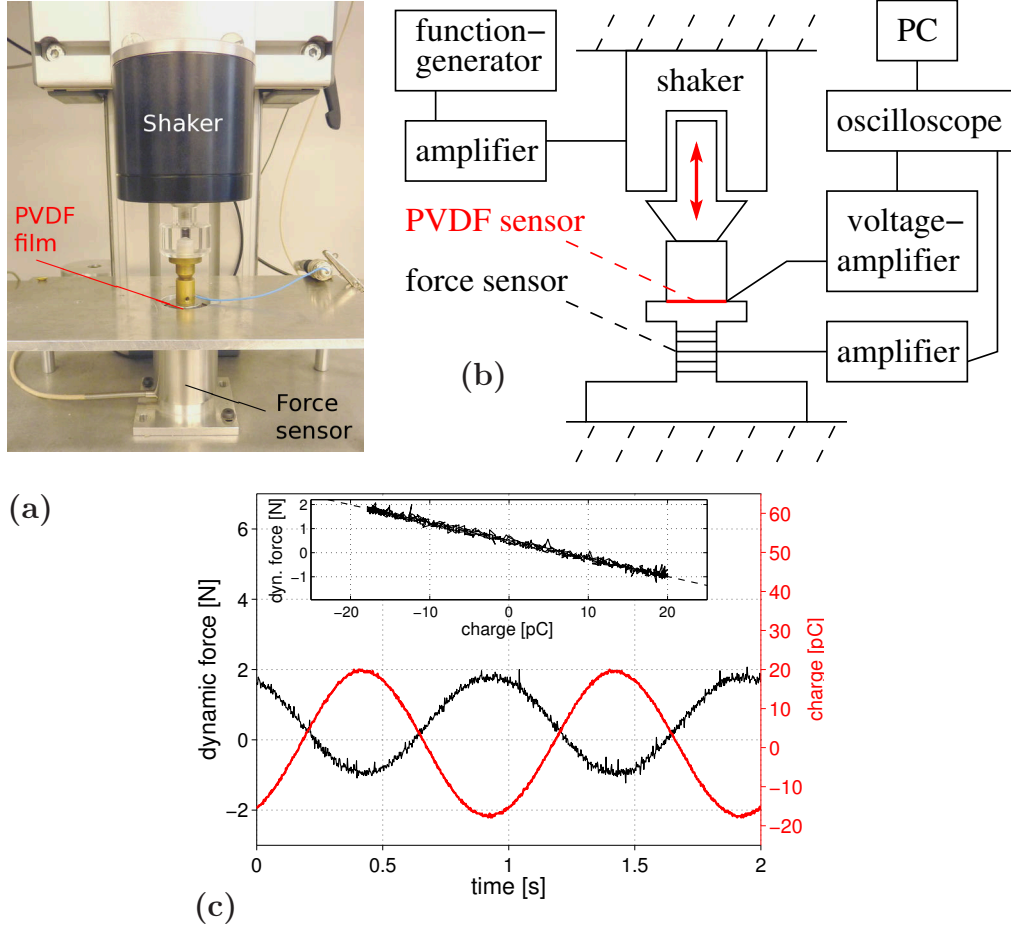 Shaker
PVDF
film
Force
sensor
(a)
function–
generator
amplifier
shaker
PC
oscilloscope
voltage–
amplifier
amplifier
PVDF sensor
force sensor
(b)
dynamic force [N]
6
4
2
0
−2
0
0.5
1
1.5
2
time [s]
charge [pC]
60
50
40
30
20
10
0
−10
−20
dyn. force [N]
2
1
0
−1
−20
−10
0
10
20
charge [pC]
(c)